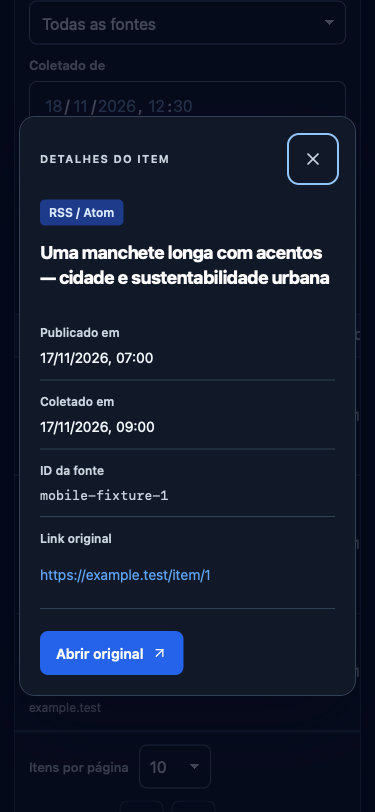 Todas as fontes
Coletado de
18/11/2026, 12:30
DETALHES DO ITEM
RSS / Atom
Uma manchete longa com acentos
— cidade e sustentabilidade urbana
Publicado em
17/11/2026, 07:00
Coletado em
17/11/2026, 09:00
ID da fonte
mobile-fixture-1
Link original
https://example.test/item/1
Abrir original
example.test
Itens por página
10